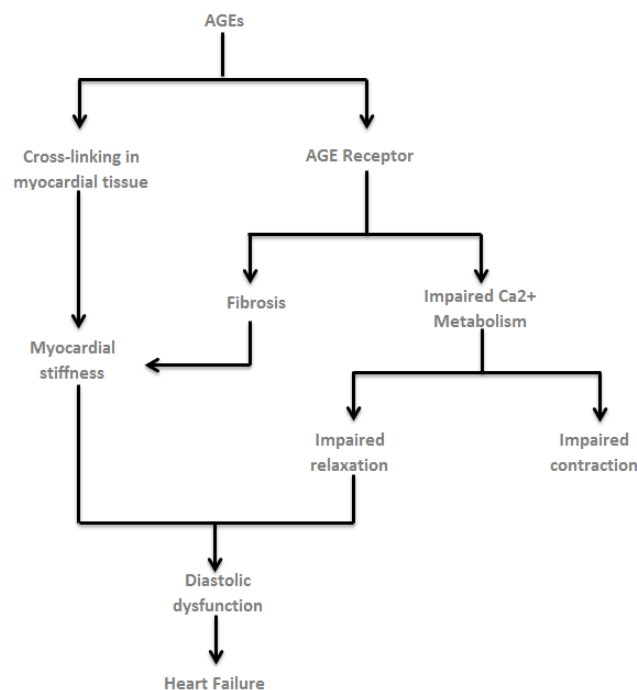 AGEs
Cross-linking in
myocardial tissue
AGE Receptor
Fibrosis
Impaired Ca2+
Metabolism
Myocardial
stiffness
Impaired
relaxation
Impaired
contraction
Diastolic
dysfunction
Heart Failure